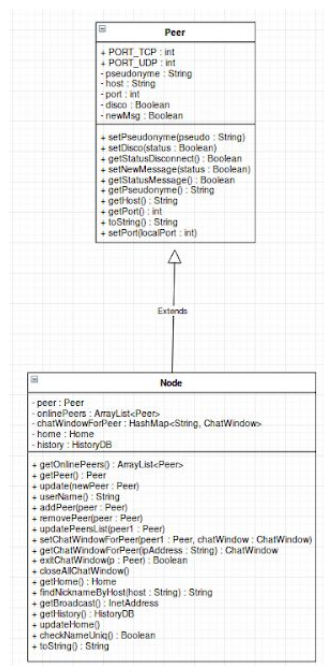 Peer
+ PORT_TCP : int
+ PORT_UDP : int
- pseudonyme : String
- host : String
- port : int
- disco : Boolean
- newMsg : Boolean
+ setPseudonyme(pseudo : String)
+ setDisco(status : Boolean)
+ getStatusDisconnect() : Boolean
+ setNewMessage(status : Boolean)
+ getStatusMessage() : Boolean
+ getPseudonyme() : String
+ getHost() : String
+ getPort() : int
+ toString() : String
+ setPort(localPort : int)
Extends
Node
- peer : Peer
- onlinePeers : ArrayList<Peer>
- chatWindowForPeer : HashMap<String, ChatWindow>
- home : Home
- history : HistoryDB
+ getOnlinePeers() : ArrayList<Peer>
+ getPeer() : Peer
+ update(newPeer : Peer)
+ userName() : String
+ addPeer(peer : Peer)
+ removePeer(peer : Peer)
+ updatePeersList(peer1 : Peer)
+ setChatWindowForPeer(peer1 : Peer, chatWindow : ChatWindow)
+ getChatWindowForPeer(ipAddress : String) : ChatWindow
+ exitChatWindow(p : Peer) : Boolean
+ closeAllChatWindow()
+ getHome() : Home
+ findNicknameByHost(host : String) : String
+ getBroadcast() : InetAddress
+ getHistory() : HistoryDB
+ updateHome()
+ checkNameUniq() : Boolean
+ toString() : String